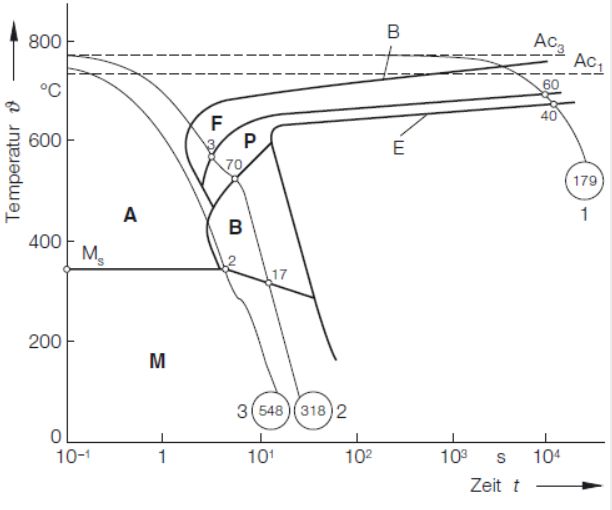 B
Ac3
800
Ac1
°C
60
40
F
3
P
600
70
E
Temperatur ϑ
179
1
A
B
400
Ms
2
17
200
M
3 548 318 2
0
10⁻¹ 1 10¹ 10² 10³ s 10⁴
Zeit t